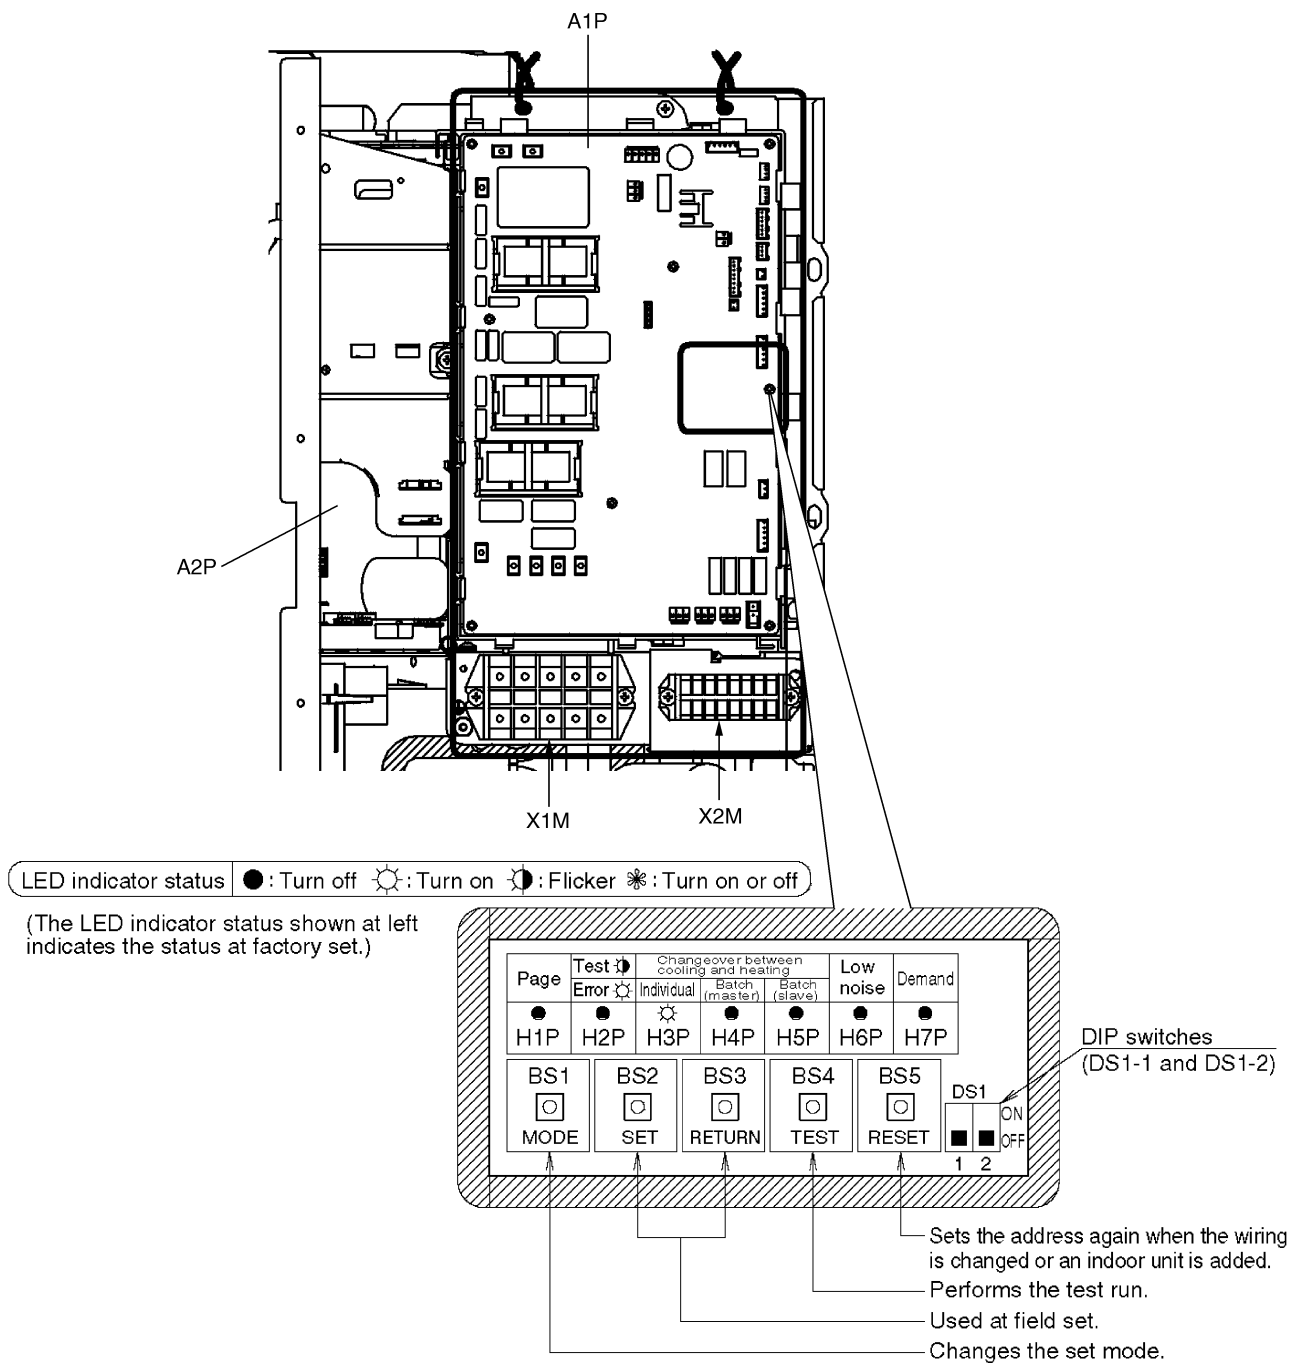 A1P
A2P
X1M
X2M
LED indicator status ● : Turn off : Turn on : Flicker : Turn on or off
(The LED indicator status shown at left
indicates the status at factory set.)
Page
Test
Error
Changeover between
cooling and heating
Individual
Batch
(master)
Batch
(slave)
Low
noise
Demand
H1P H2P H3P H4P H5P H6P H7P
BS1 BS2 BS3 BS4 BS5
MODE SET RETURN TEST RESET
DS1
ON
OFF
1 2
DIP switches
(DS1-1 and DS1-2)
Sets the address again when the wiring
is changed or an indoor unit is added.
Performs the test run.
Used at field set.
Changes the set mode.